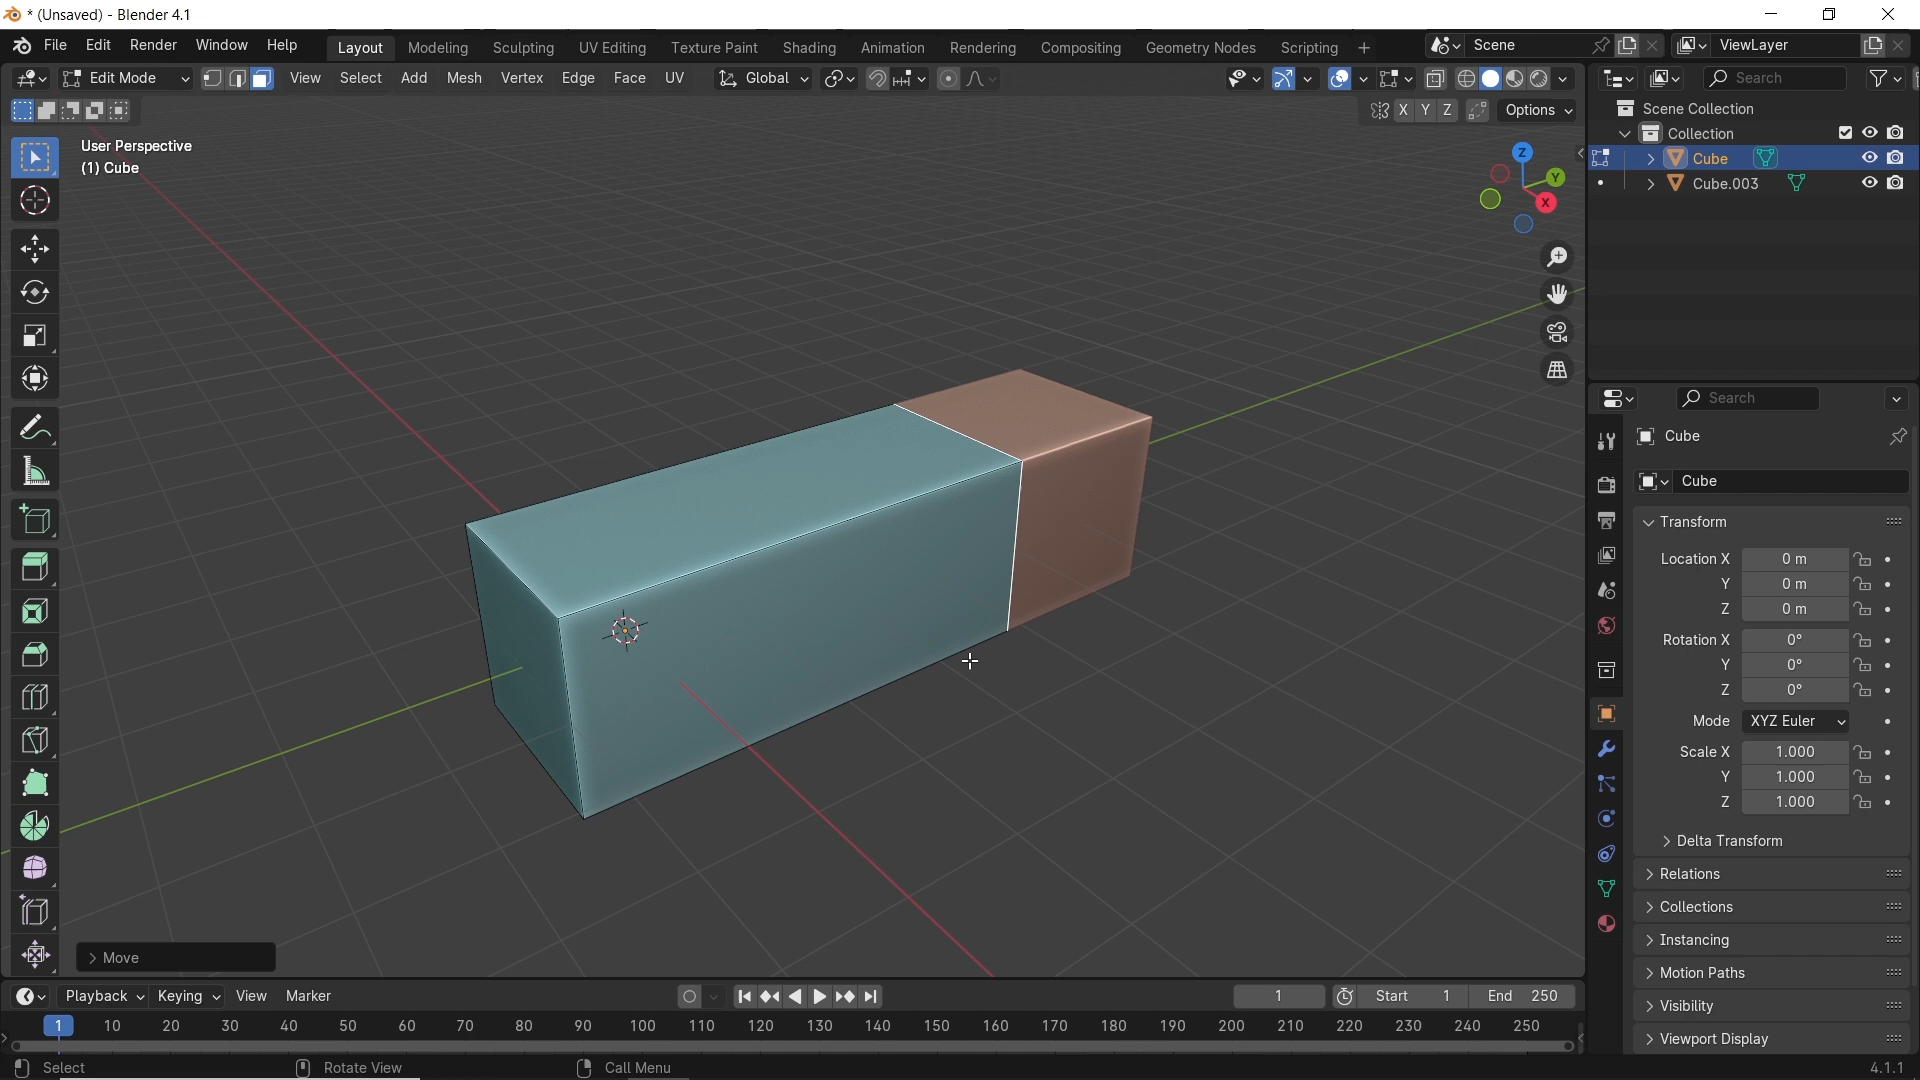 * (Unsaved) - Blender 4.1
File Edit Render Window Help Layout Modeling Sculpting UV Editing Texture Paint Shading Animation Rendering Compositing Geometry Nodes Scripting + Scene ViewLayer
Edit Mode View Select Add Mesh Vertex Edge Face UV Global Search
X Y Z Options
Scene Collection
Collection
Cube
Cube.003
User Perspective
(1) Cube
Z
Y
X
Search
Cube
Cube
Transform
Location X 0 m
Y 0 m
Z 0 m
Rotation X 0°
Y 0°
Z 0°
Mode XYZ Euler
Scale X 1.000
Y 1.000
Z 1.000
Delta Transform
Relations
Collections
Instancing
Motion Paths
Visibility
Viewport Display
Move
Playback Keying View Marker 1 Start 1 End 250
1 10 20 30 40 50 60 70 80 90 100 110 120 130 140 150 160 170 180 190 200 210 220 230 240 250
Select Rotate View Call Menu 4.1.1